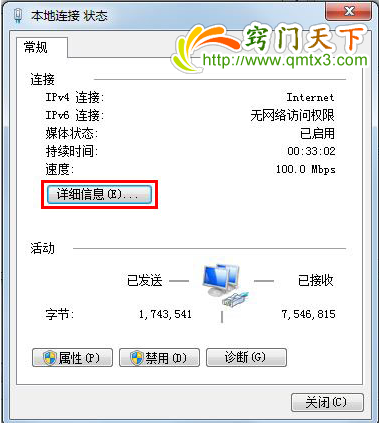 本地连接 状态
窍门天下
http://www.qmtx3.com
常规
连接
IPv4 连接: Internet
IPv6 连接: 无网络访问权限
媒体状态: 已启用
持续时间: 00:33:02
速度: 100.0 Mbps
详细信息(E)...
活动
已发送 — — 已接收
字节: 1,743,541 | 7,546,815
属性(P) 禁用(D) 诊断(G)
关闭(C)